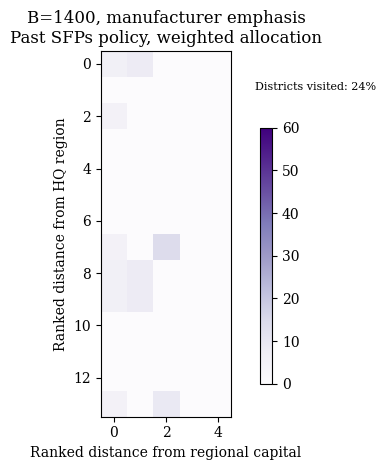 B=1400, manufacturer emphasis
Past SFPs policy, weighted allocation
Districts visited: 24%
Ranked distance from HQ region
0
2
4
6
8
10
12
0 2 4
Ranked distance from regional capital
60
50
40
30
20
10
0